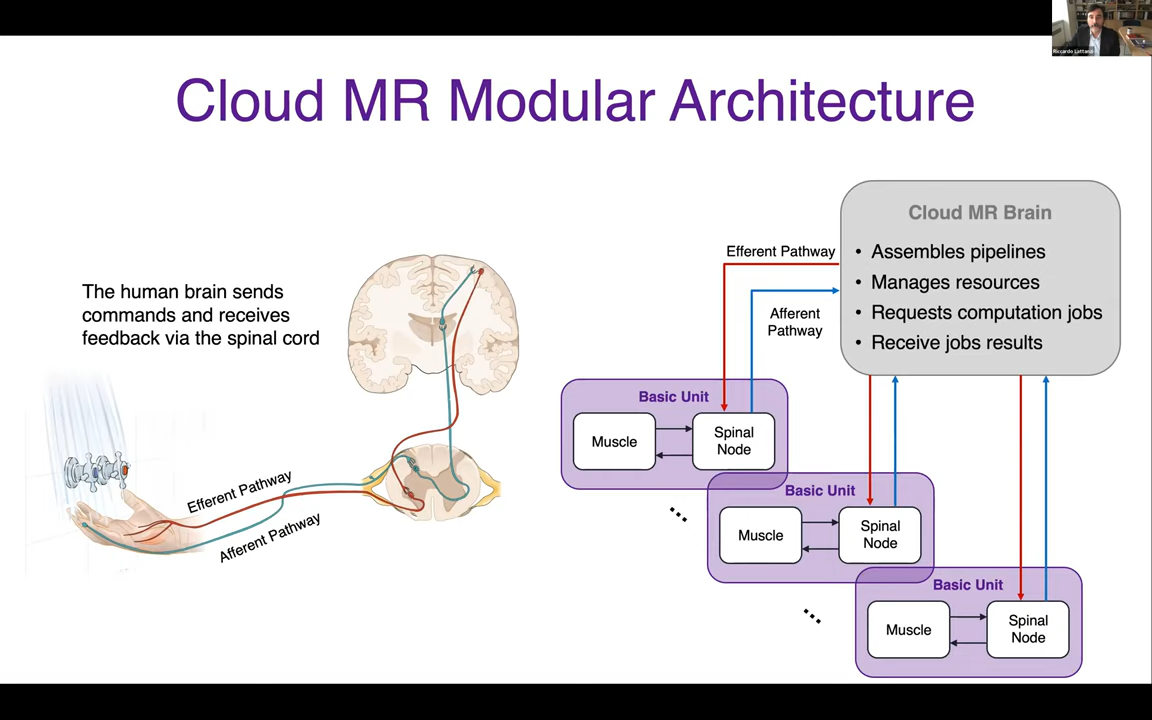 Riccardo Lattanzi
Cloud MR Modular Architecture
The human brain sends
commands and receives
feedback via the spinal cord
Efferent Pathway
Afferent Pathway
Cloud MR Brain
• Assembles pipelines
• Manages resources
• Requests computation jobs
• Receive jobs results
Efferent Pathway
Afferent
Pathway
Basic Unit
Muscle
Spinal
Node
Basic Unit
Muscle
Spinal
Node
Basic Unit
Muscle
Spinal
Node